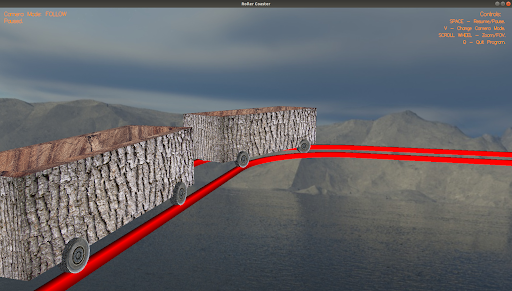 Roller Coaster
Camera Mode: FOLLOW
Paused
Controls:
SPACE - Resume/Pause
V - Change Camera Mode
SCROLL WHEEL - Zoom/FOV
Q - Quit Program